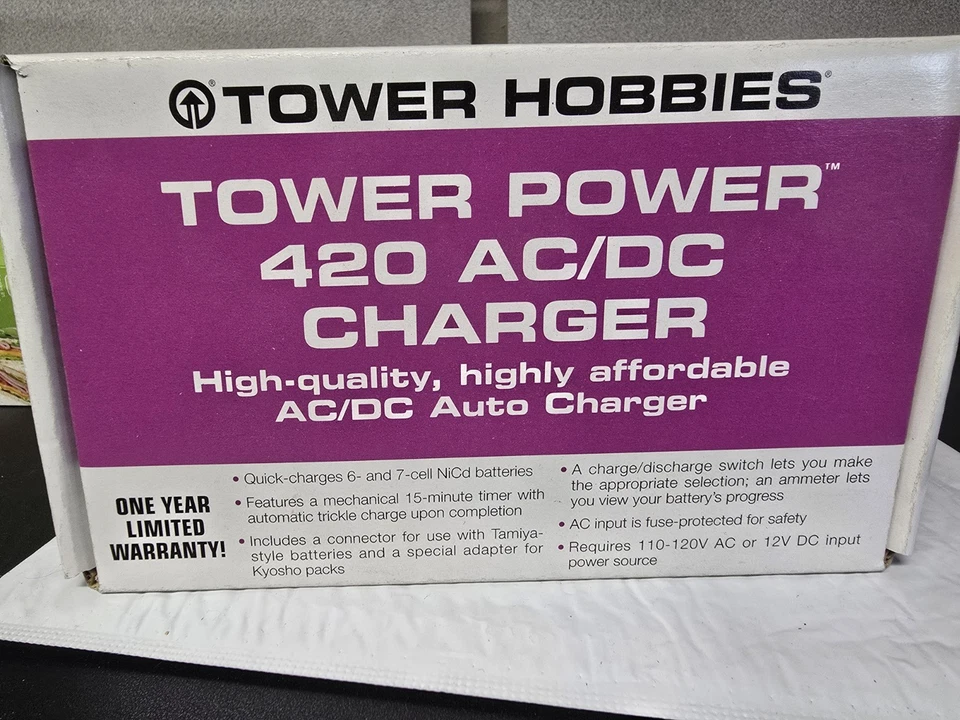 ® TOWER HOBBIES®
TOWER POWER™
420 AC/DC
CHARGER
High-quality, highly affordable
AC/DC Auto Charger
ONE YEAR
LIMITED
WARRANTY!
• Quick-charges 6- and 7-cell NiCd batteries
• Features a mechanical 15-minute timer with
automatic trickle charge upon completion
• Includes a connector for use with Tamiya-
style batteries and a special adapter for
Kyosho packs
• A charge/discharge switch lets you make
the appropriate selection; an ammeter lets
you view your battery's progress
• AC input is fuse-protected for safety
• Requires 110-120V AC or 12V DC input
power source